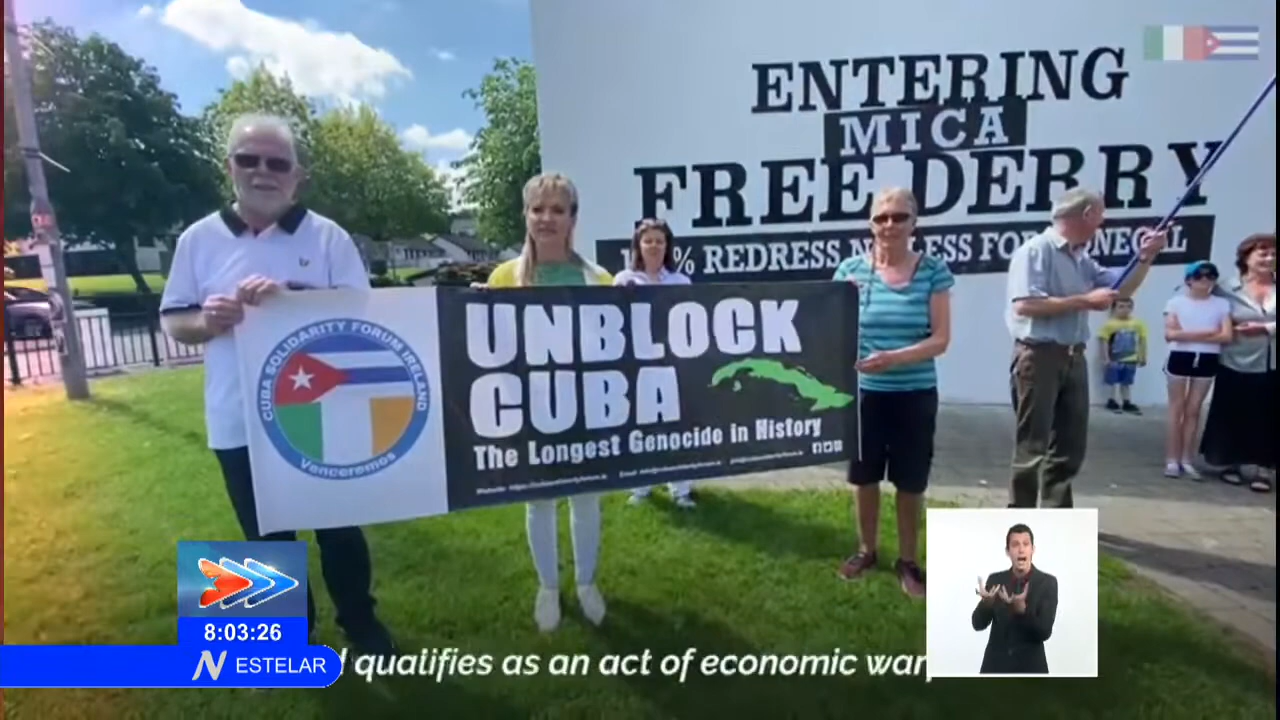 ENTERING
MICA
FREE DERRY
% REDRESS
CUBA SOLIDARITY FORUM IRELAND
Venceremos
UNBLOCK
CUBA
The Longest Genocide in History
8:03:26
N ESTELAR
qualifies as an act of economic war